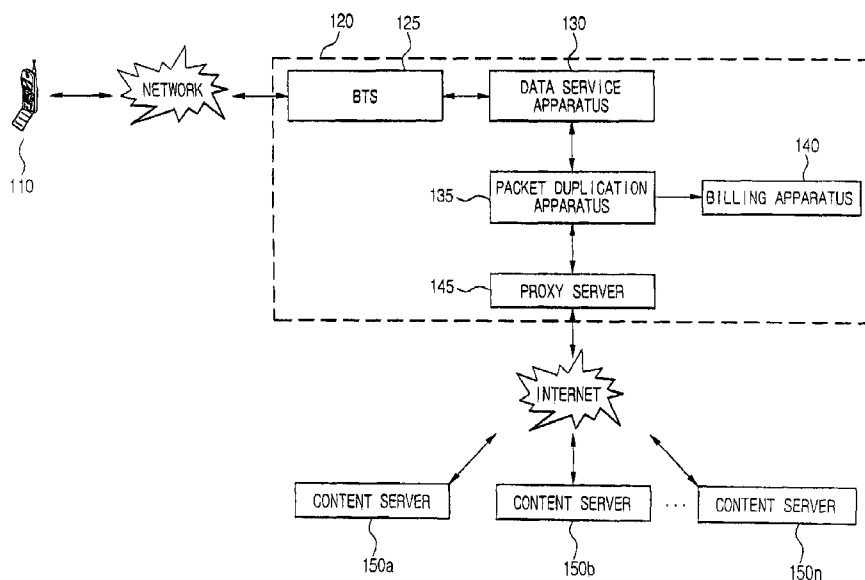 120
125
130
NETWORK
BTS
DATA SERVICE
APPARATUS
110
140
135
PACKET DUPLICATION
APPARATUS
BILLING APPARATUS
145
PROXY SERVER
INTERNET
CONTENT SERVER
CONTENT SERVER
...
CONTENT SERVER
150a
150b
150n